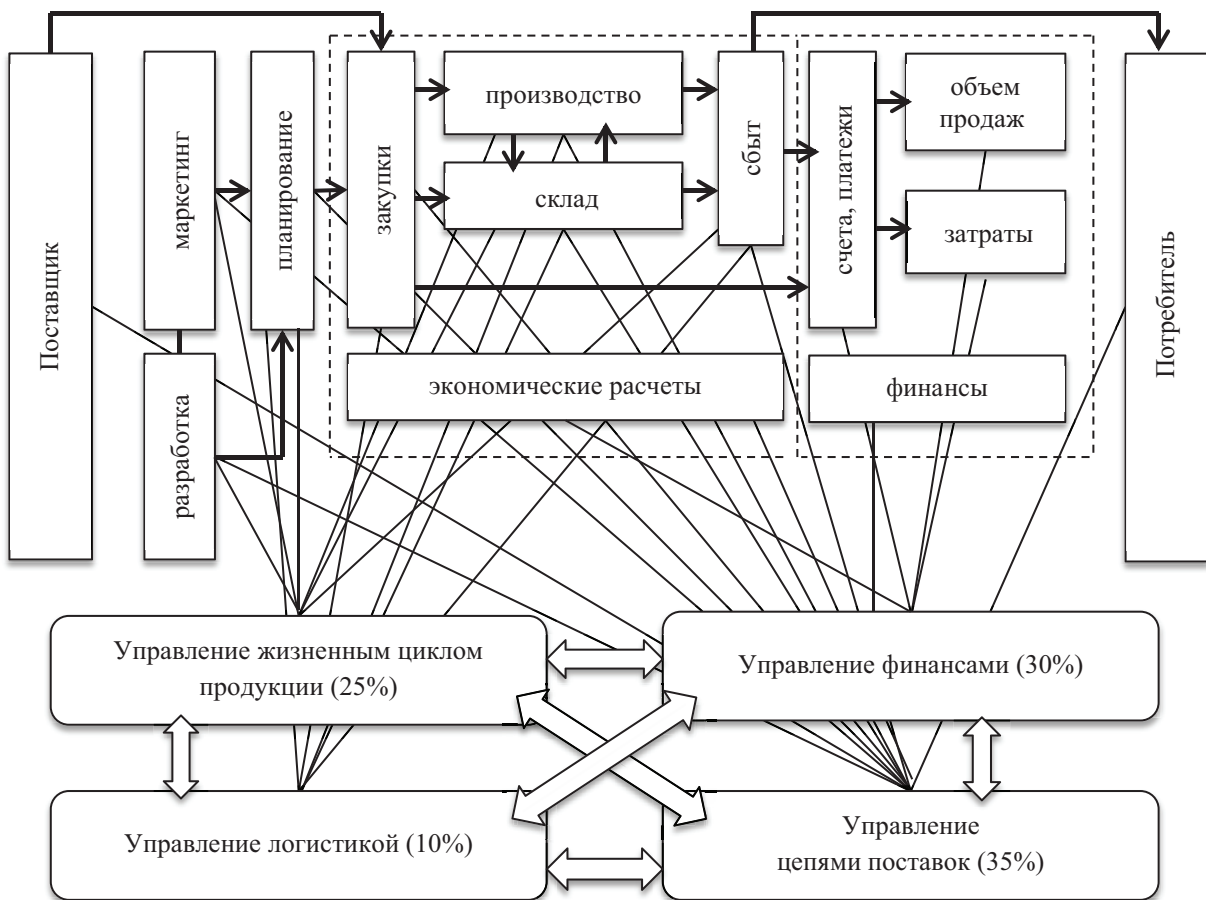 Поставщик
маркетинг
разработка
планирование
закупки
производство
склад
сбыт
экономические расчеты
счета, платежи
объем
продаж
затраты
финансы
Потребитель
Управление жизненным циклом
продукции (25%)
Управление финансами (30%)
Управление логистикой (10%)
Управление
цепями поставок (35%)